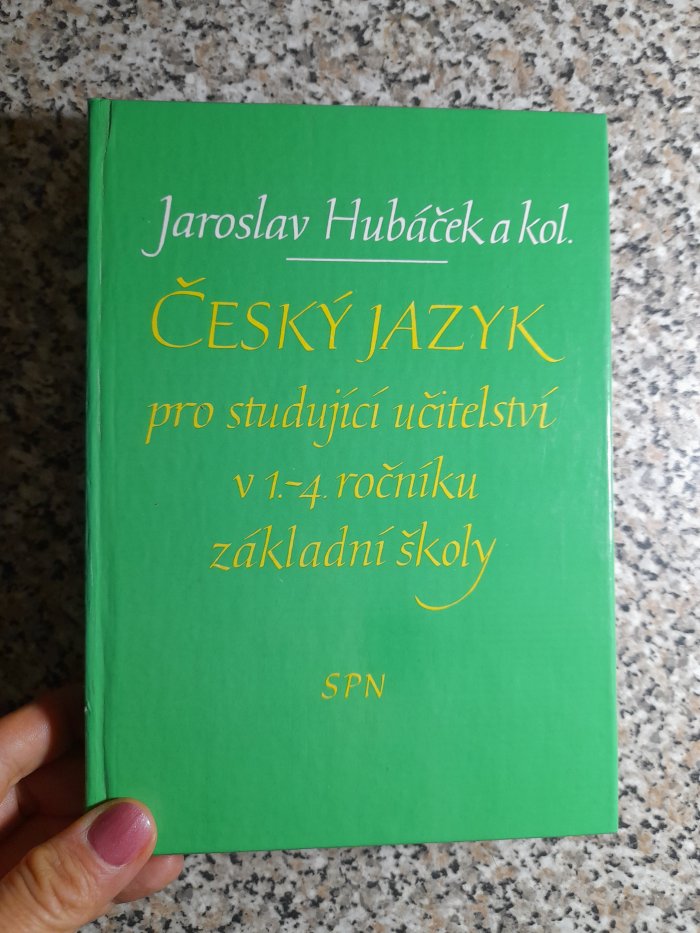 Jaroslav Hubáček a kol.
ČESKÝ JAZYK
pro studující učitelství
v 1.–4. ročníku
základní školy
SPN